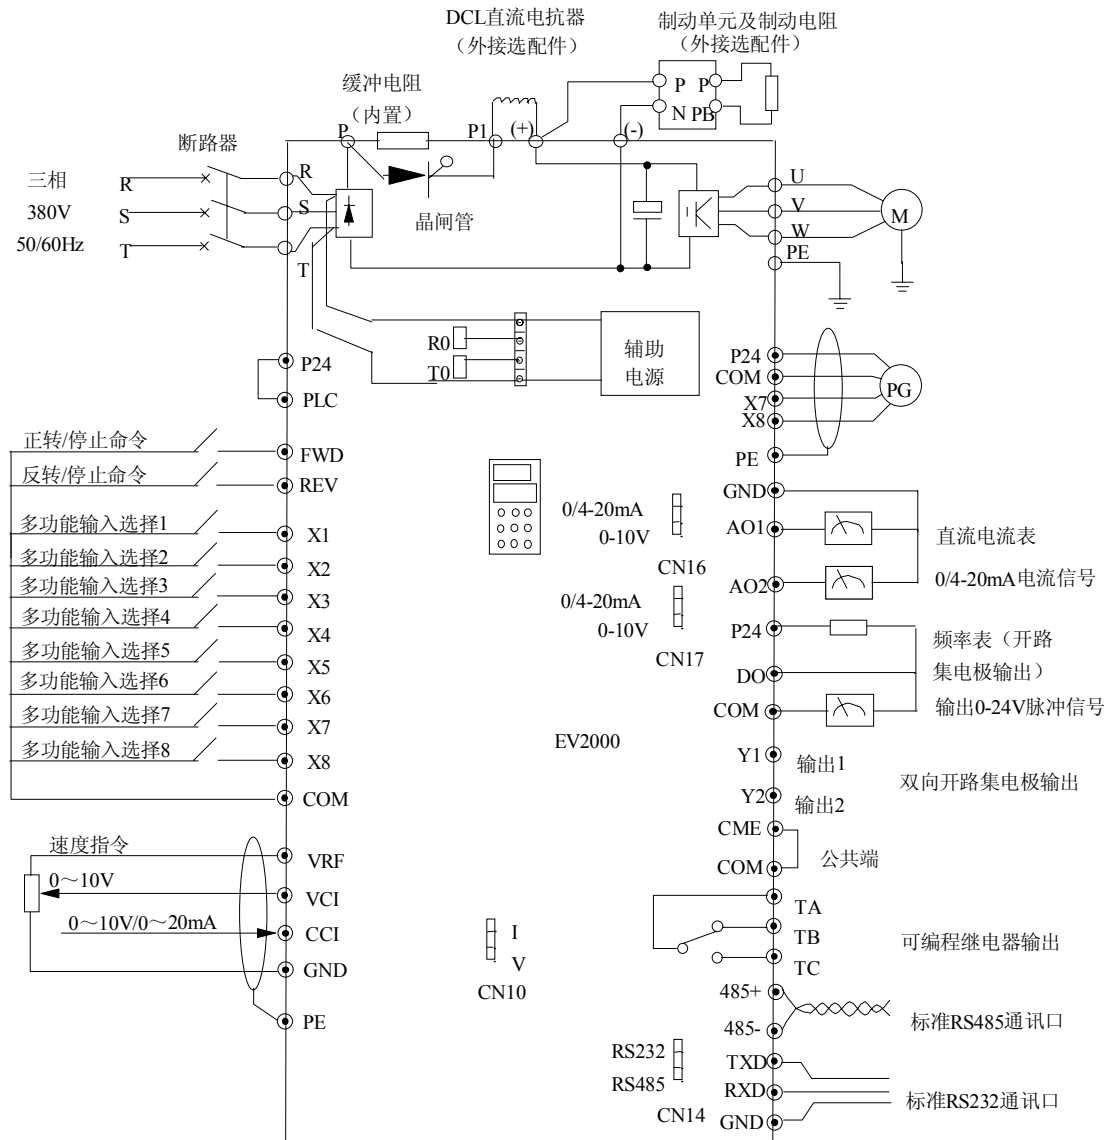 DCL直流电抗器
（外接选配件）
制动单元及制动电阻
（外接选配件）
缓冲电阻
（内置）
P
P
N
PB
P
P1
(+)
(-)
断路器
三相
380V
50/60Hz
R
S
T
R
S
T
晶闸管
U
V
W
PE
M
R0
T0
辅助
电源
P24
PLC
P24
COM
X7
X8
PE
PG
正转/停止命令
FWD
反转/停止命令
REV
多功能输入选择1
X1
多功能输入选择2
X2
多功能输入选择3
X3
多功能输入选择4
X4
多功能输入选择5
X5
多功能输入选择6
X6
多功能输入选择7
X7
多功能输入选择8
X8
COM
0/4-20mA
0-10V
CN16
0/4-20mA
0-10V
CN17
GND
AO1
AO2
直流电流表
0/4-20mA电流信号
P24
DO
COM
频率表（开路
集电极输出）
输出0-24V脉冲信号
EV2000
Y1
输出1
Y2
输出2
双向开路集电极输出
CME
COM
公共端
速度指令
VRF
0～10V
VCI
0～10V/0～20mA
CCI
GND
PE
I
V
CN10
TA
TB
TC
可编程继电器输出
485+
485-
标准RS485通讯口
RS232
RS485
CN14
TXD
RXD
GND
标准RS232通讯口